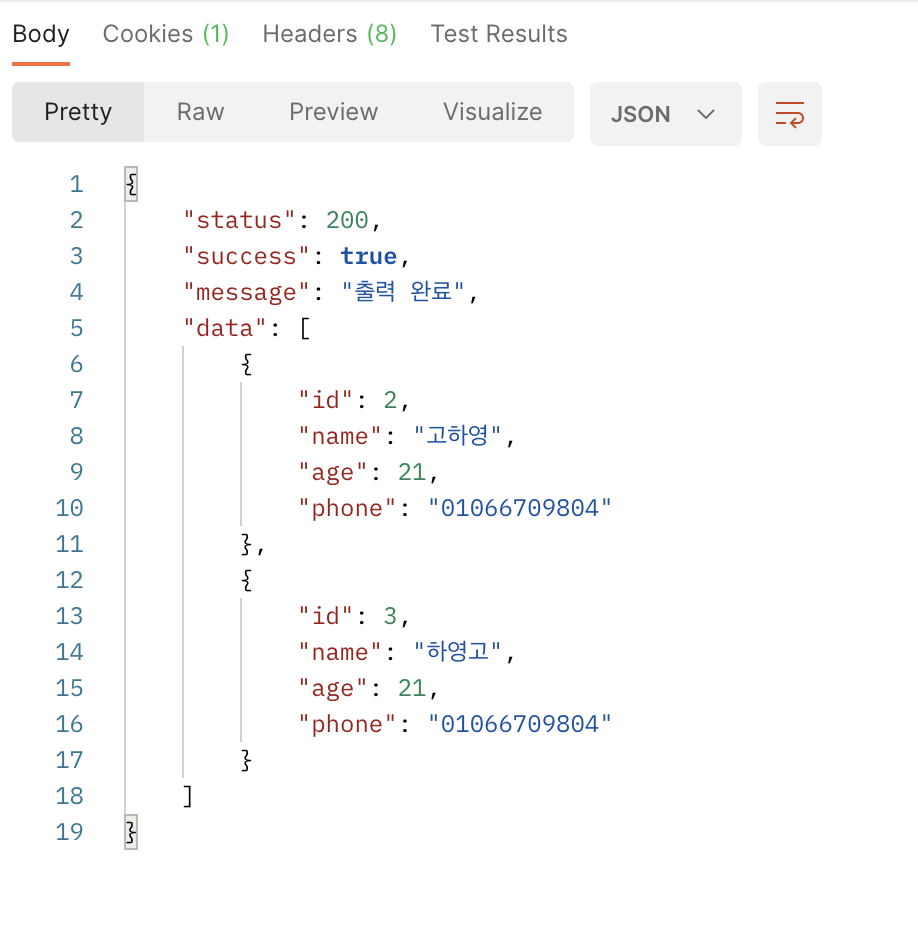 Body Cookies (1) Headers (8) Test Results
Pretty Raw Preview Visualize JSON
1 {
2 "status": 200,
3 "success": true,
4 "message": "출력 완료",
5 "data": [
6 {
7 "id": 2,
8 "name": "고하영",
9 "age": 21,
10 "phone": "01066709804"
11 },
12 {
13 "id": 3,
14 "name": "하영고",
15 "age": 21,
16 "phone": "01066709804"
17 }
18 ]
19 }